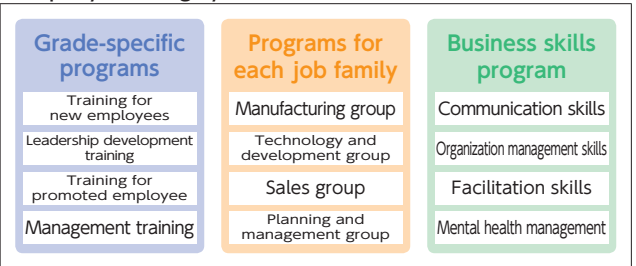 Grade-specific
programs
Training for
new employees
Leadership development
training
Training for
promoted employee
Management training
Programs for
each job family
Manufacturing group
Technology and
development group
Sales group
Planning and
management group
Business skills
program
Communication skills
Organization management skills
Facilitation skills
Mental health management